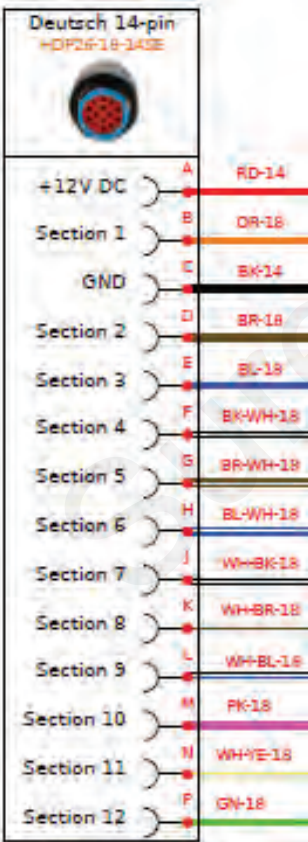 Deutsch 14-pin
HDP26-18-14SE
A
+12V DC
RD-14
B
Section 1
OR-18
C
GND
BK-14
D
Section 2
BR-18
E
Section 3
BL-18
F
Section 4
BK-WH-18
G
Section 5
BR-WH-18
H
Section 6
BL-WH-18
J
Section 7
WH-BK-18
K
Section 8
WH-BR-18
L
Section 9
WH-BL-18
M
Section 10
PK-18
N
Section 11
WH-YE-18
P
Section 12
GN-18